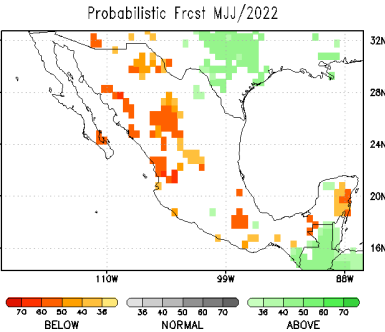 Probabilistic Frcst MJJ/2022
32N
28N
24N
20N
16N
110W 99W 88W
70 60 50 40 36 36 40 50 60 70 36 40 50 60 70
BELOW NORMAL ABOVE